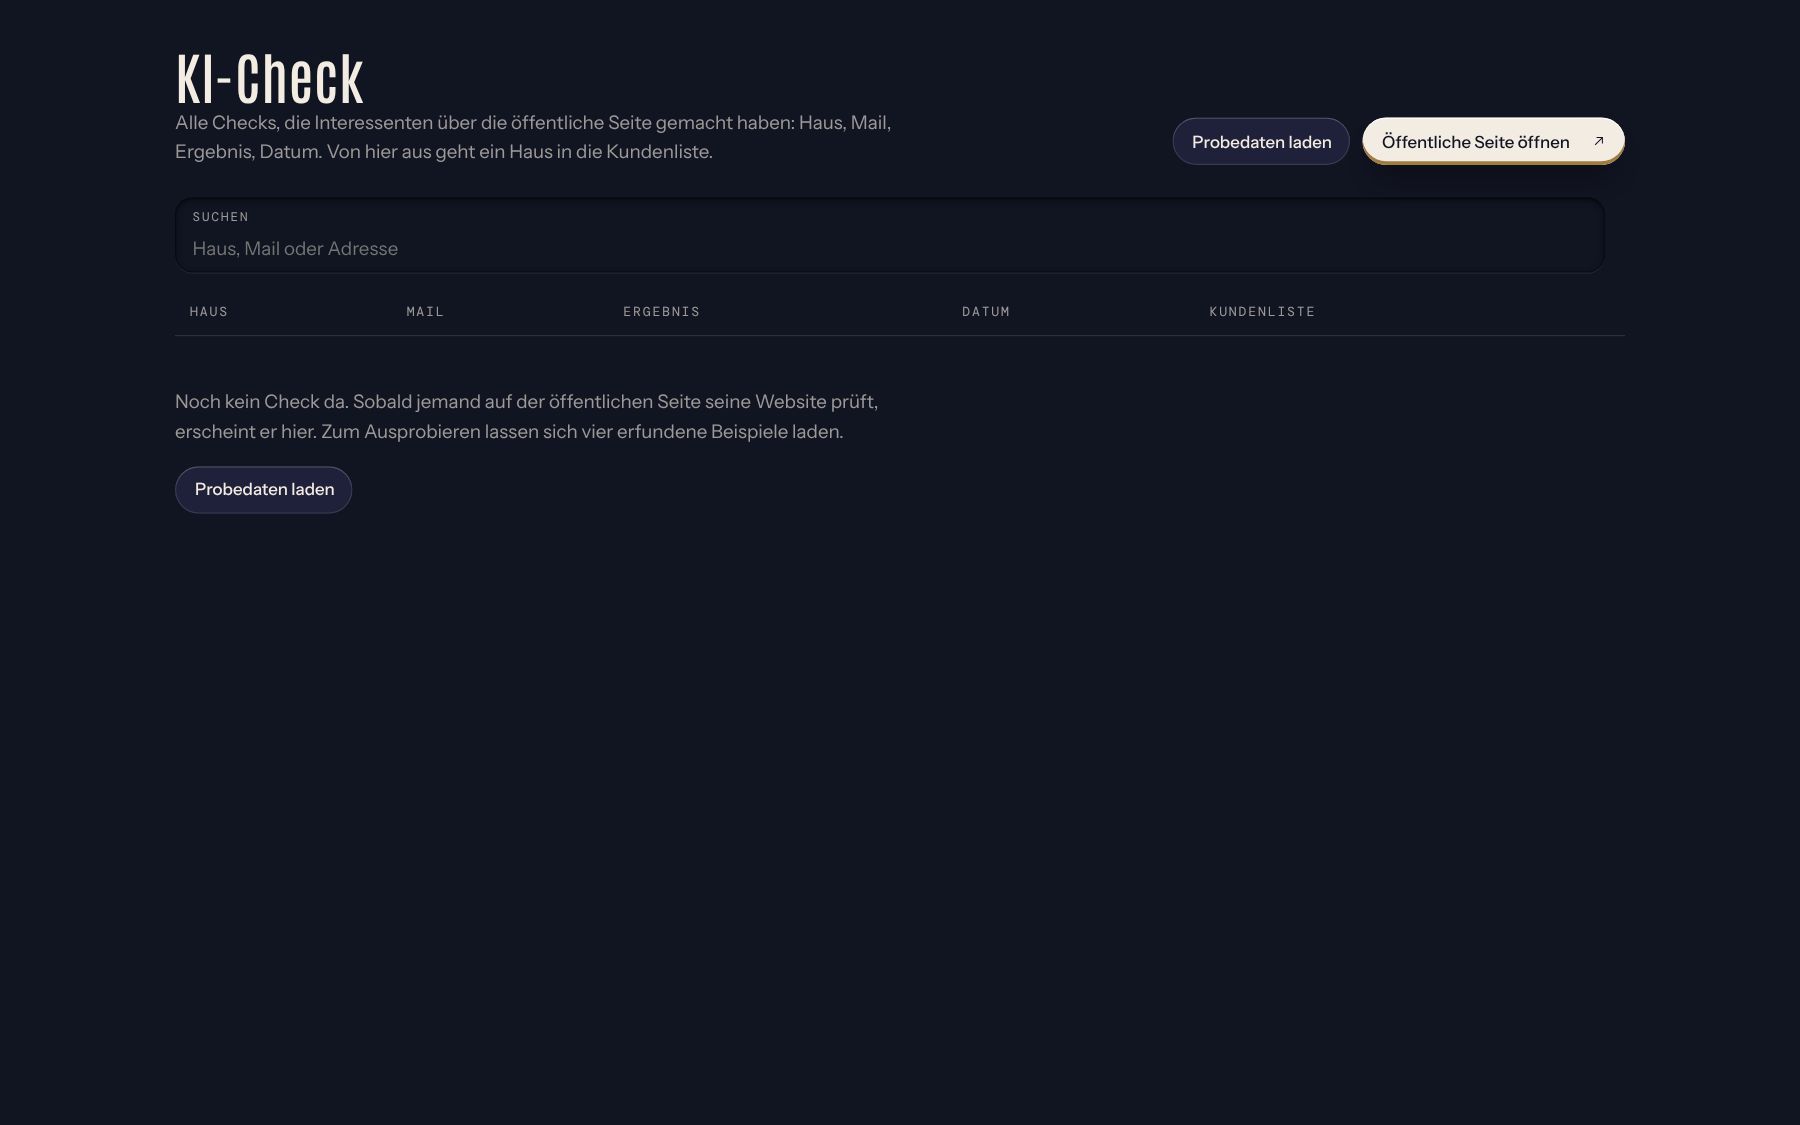 KI-Check
Alle Checks, die Interessenten über die öffentliche Seite gemacht haben: Haus, Mail,
Ergebnis, Datum. Von hier aus geht ein Haus in die Kundenliste.
Probedaten laden
Öffentliche Seite öffnen
SUCHEN
Haus, Mail oder Adresse
HAUS MAIL ERGEBNIS DATUM KUNDENLISTE
Noch kein Check da. Sobald jemand auf der öffentlichen Seite seine Website prüft,
erscheint er hier. Zum Ausprobieren lassen sich vier erfundene Beispiele laden.
Probedaten laden